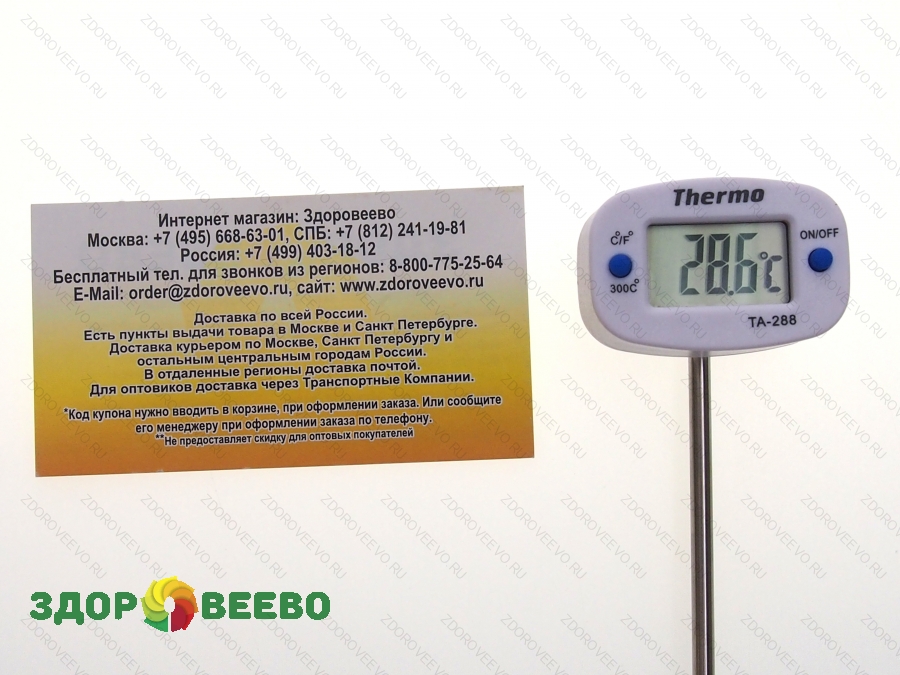 Интернет магазин: Здоровеево
Москва: +7 (495) 668-63-01, СПБ: +7 (812) 241-19-81
Россия: +7 (499) 403-18-12
Бесплатный тел. для звонков из регионов: 8-800-775-25-64
E-Mail: order@zdoroveevo.ru, сайт: www.zdoroveevo.ru
Доставка по всей России.
Есть пункты выдачи товара в Москве и Санкт Петербурге.
Доставка курьером по Москве, Санкт Петербургу и
остальным центральным городам России.
В отдаленные регионы доставка почтой.
Для оптовиков доставка через Транспортные Компании.
*Код купона нужно вводить в корзине, при оформлении заказа. Или сообщите
его менеджеру при оформлении заказа по телефону.
**Не предоставляет скидку для оптовых покупателей
Thermo
C°/F°
ON/OFF
28.6°C
300C°
TA-288
ЗДОРОВЕЕВО
ZDOROVEEVO.RU